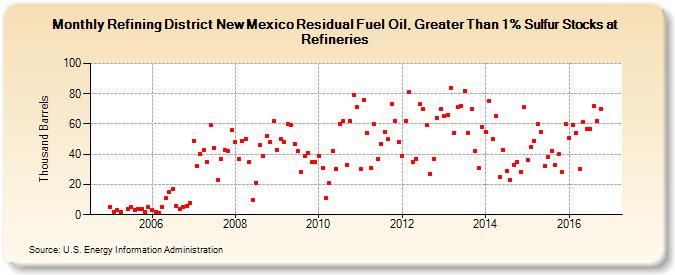 Monthly Refining District New Mexico Residual Fuel Oil, Greater Than 1% Sulfur Stocks at
Refineries
Thousand Barrels
100
80
60
40
20
0
2006 2008 2010 2012 2014 2016
Source: U.S. Energy Information Administration